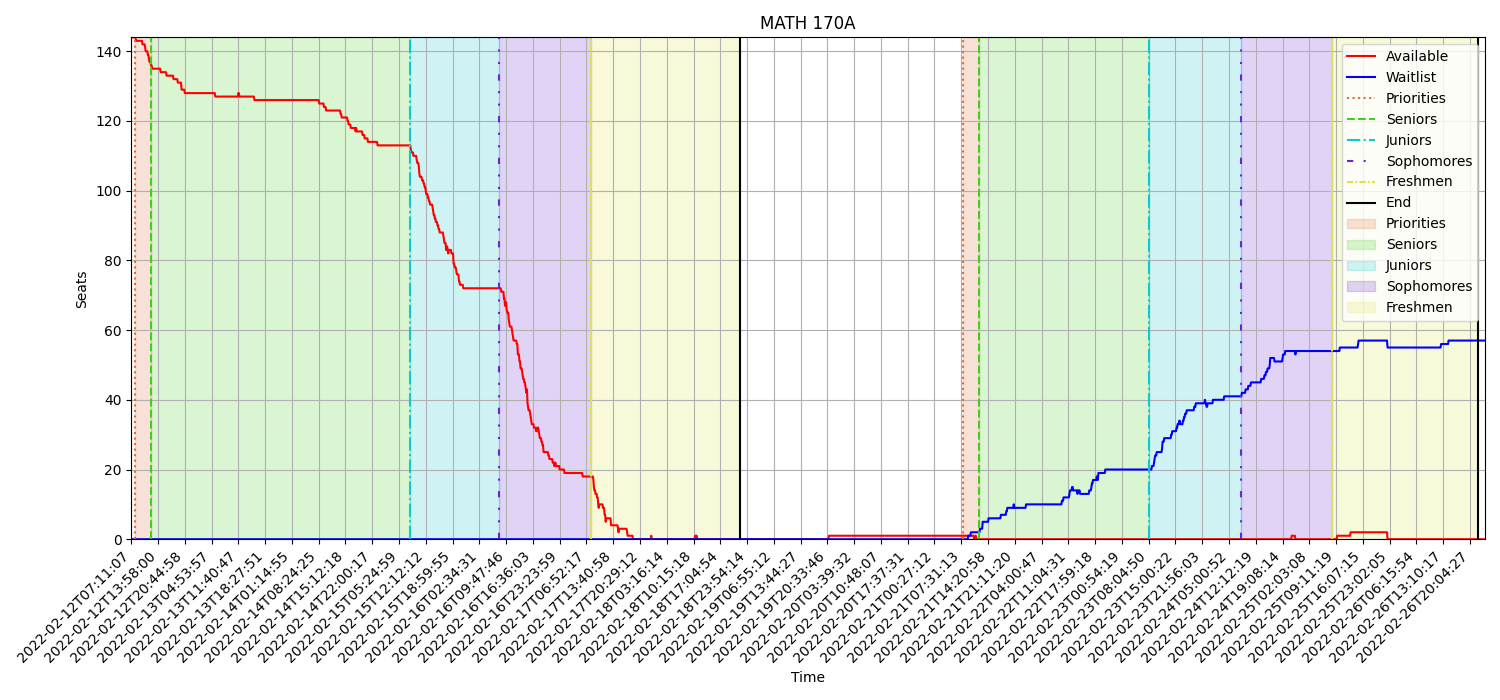 MATH 170A
Seats
140
120
100
80
60
40
20
0
Available
Waitlist
Priorities
Seniors
Juniors
Sophomores
Freshmen
End
Priorities
Seniors
Juniors
Sophomores
Freshmen
2022-02-12T07:11:07
2022-02-12T13:58:00
2022-02-12T20:44:58
2022-02-13T04:53:57
2022-02-13T11:40:47
2022-02-13T18:27:51
2022-02-14T01:14:55
2022-02-14T08:24:25
2022-02-14T15:12:18
2022-02-14T22:00:17
2022-02-15T05:24:59
2022-02-15T12:12:12
2022-02-15T18:59:55
2022-02-16T02:34:31
2022-02-16T09:47:46
2022-02-16T16:36:03
2022-02-16T23:23:59
2022-02-17T06:52:17
2022-02-17T13:40:58
2022-02-17T20:29:12
2022-02-18T03:16:14
2022-02-18T10:15:18
2022-02-18T17:04:54
2022-02-18T23:54:14
2022-02-19T06:55:12
2022-02-19T13:44:27
2022-02-19T20:33:46
2022-02-20T03:39:32
2022-02-20T10:48:07
2022-02-20T17:37:31
2022-02-21T00:27:12
2022-02-21T07:31:13
2022-02-21T14:20:58
2022-02-21T21:11:20
2022-02-22T04:00:47
2022-02-22T11:04:31
2022-02-22T17:59:18
2022-02-23T00:54:19
2022-02-23T08:04:50
2022-02-23T15:00:22
2022-02-23T21:56:03
2022-02-24T05:00:52
2022-02-24T12:12:19
2022-02-24T19:08:14
2022-02-25T02:03:08
2022-02-25T09:11:19
2022-02-25T16:07:15
2022-02-25T23:02:05
2022-02-26T06:15:54
2022-02-26T13:10:17
2022-02-26T20:04:27
Time